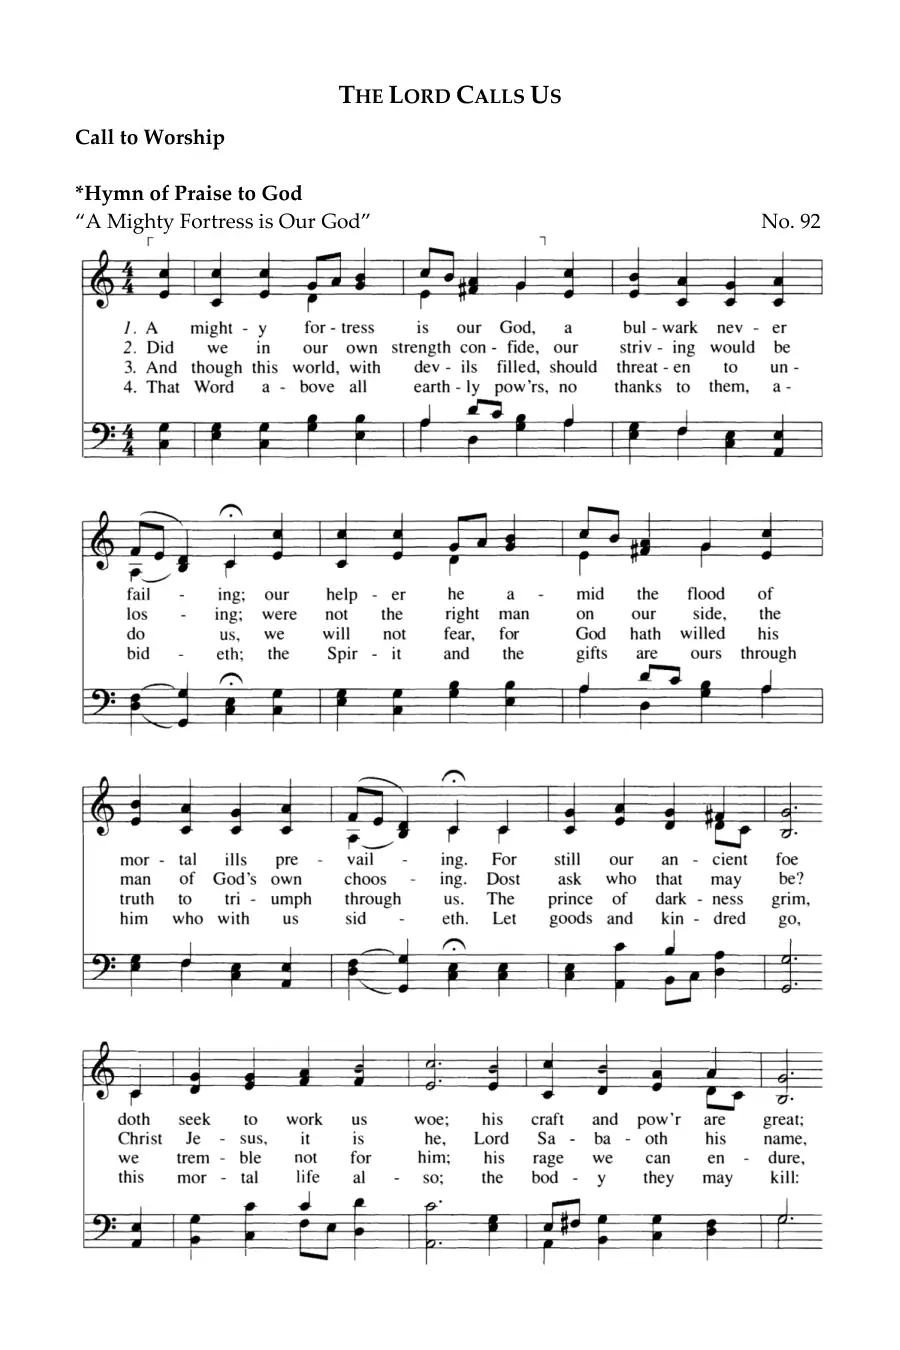 THE LORD CALLS US
Call to Worship
*Hymn of Praise to God
“A Mighty Fortress is Our God” No. 92
1. A might - y for - tress is our God, a bul - wark nev - er
2. Did we in our own strength con - fide, our striv - ing would be
3. And though this world, with dev - ils filled, should threat - en to un -
4. That Word a - bove all earth - ly pow'rs, no thanks to them, a -
fail - ing; our help - er he a - mid the flood of
los - ing; were not the right man on our side, the
do us, we will not fear, for God hath willed his
bid - eth; the Spir - it and the gifts are ours through
mor - tal ills pre - vail - ing. For still our an - cient foe
man of God's own choos - ing. Dost ask who that may be?
truth to tri - umph through us. The prince of dark - ness grim,
him who with us sid - eth. Let goods and kin - dred go,
doth seek to work us woe; his craft and pow'r are great;
Christ Je - sus, it is he, Lord Sa - ba - oth his name,
we trem - ble not for him; his rage we can en - dure,
this mor - tal life al - so; the bod - y they may kill: